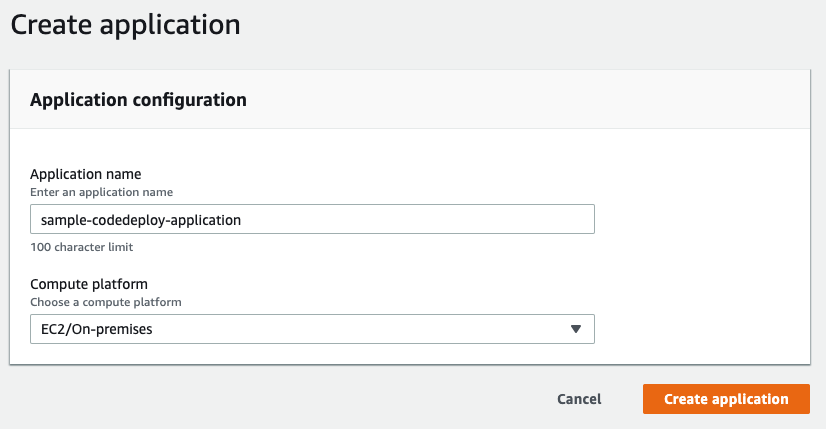 Create application
Application configuration
Application name
Enter an application name
sample-codedeploy-application
100 character limit
Compute platform
Choose a compute platform
EC2/On-premises
Cancel
Create application